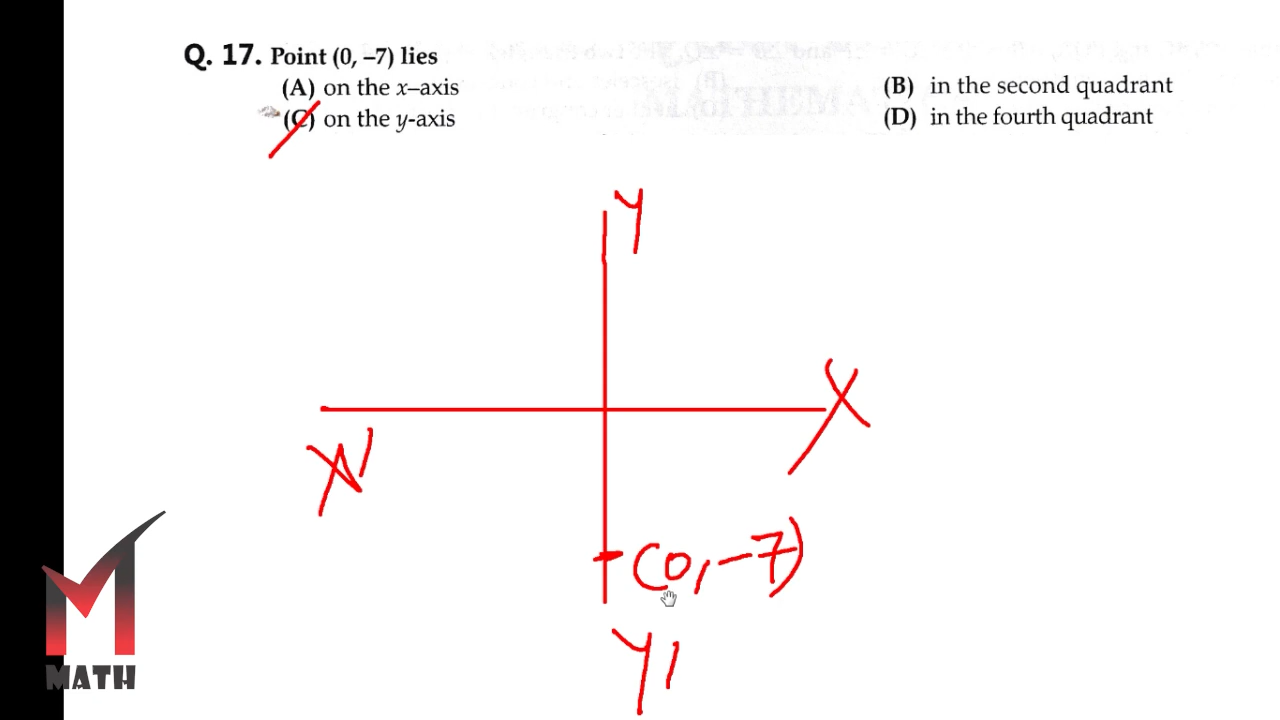 Q. 17. Point (0, –7) lies
(A) on the x–axis
(B) in the second quadrant
(C) on the y-axis
(D) in the fourth quadrant
Y
X
X'
(0, -7)
Y'
MATH